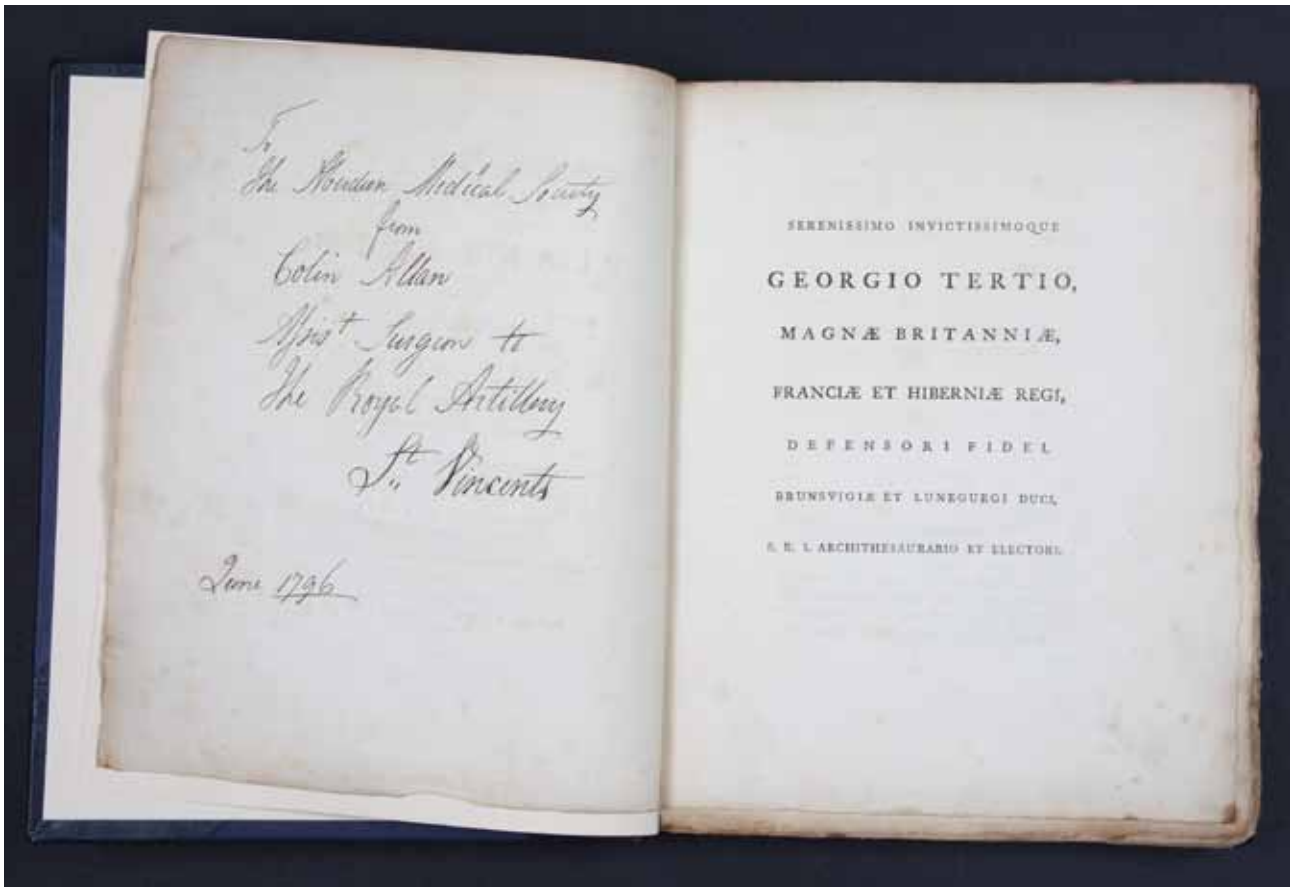 To
The Aberdeen Medical Society
from
Colin Allan
Assist Surgeon to
The Royal Artillery
St Vincents
June 1796
SERENISSIMO INVICTISSIMOQUE
GEORGIO TERTIO,
MAGNÆ BRITANNIÆ,
FRANCIÆ ET HIBERNIÆ REGI,
DEFENSORI FIDEI,
BRUNSVIGIÆ ET LUNEBURGI DUCI,
S. R. I. ARCHITHESAURARIO ET ELECTORI.